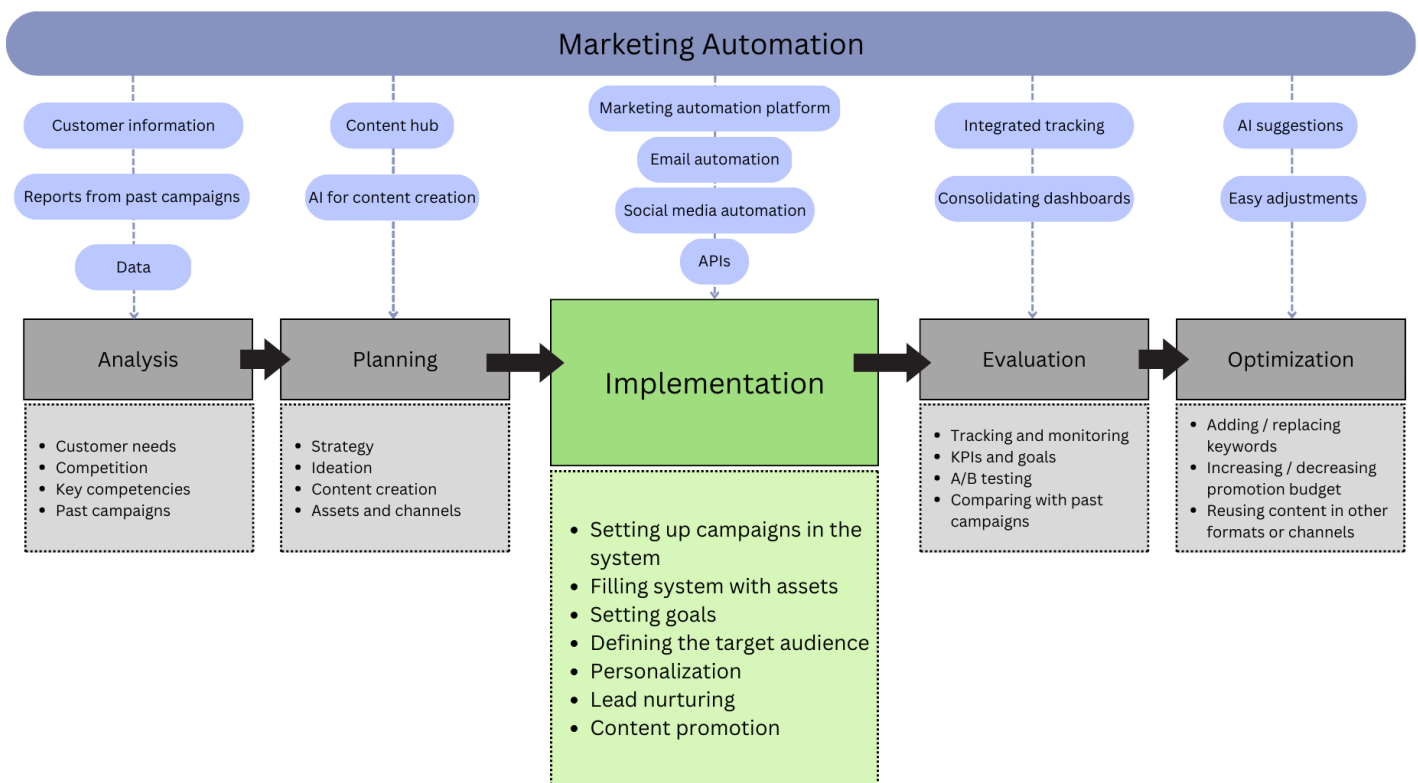 Marketing Automation
Customer information
Reports from past campaigns
Data
Content hub
AI for content creation
Marketing automation platform
Email automation
Social media automation
APIs
Integrated tracking
Consolidating dashboards
AI suggestions
Easy adjustments
Analysis
• Customer needs
• Competition
• Key competencies
• Past campaigns
Planning
• Strategy
• Ideation
• Content creation
• Assets and channels
Implementation
• Setting up campaigns in the
system
• Filling system with assets
• Setting goals
• Defining the target audience
• Personalization
• Lead nurturing
• Content promotion
Evaluation
• Tracking and monitoring
• KPIs and goals
• A/B testing
• Comparing with past
campaigns
Optimization
• Adding / replacing
keywords
• Increasing / decreasing
promotion budget
• Reusing content in other
formats or channels